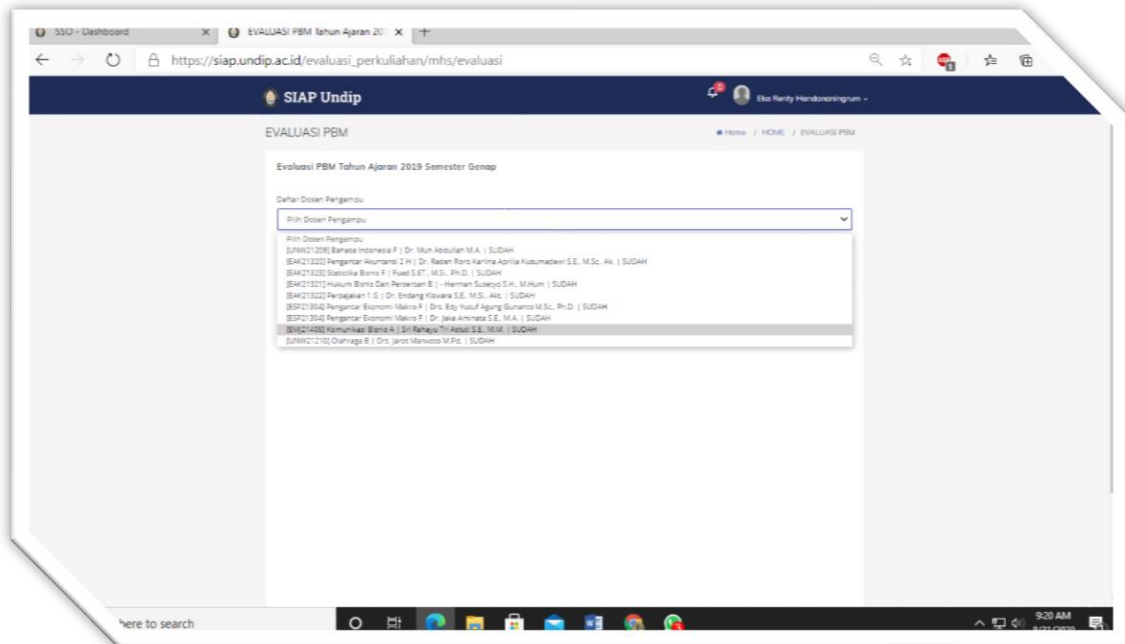 SSO - Dashboard
EVALUASI PBM Tahun Ajaran 20
https://siap.undip.ac.id/evaluasi_perkuliahan/mhs/evaluasi
SIAP Undip
Eka Renty Handananingrum
EVALUASI PBM
Home / HOME / EVALUASI PBM
Evaluasi PBM Tahun Ajaran 2019 Semester Genap
Daftar Dosen Pengampu
Pilih Dosen Pengampu
Pilih Dosen Pengampu
[UNW21209] Bahasa Indonesia F | Dr. Muh Abdullah M.A. | SUDAH
[EAK21320] Pengantar Akuntansi 2 H | Dr. Raden Roro Karlina Aprilia Kusumadewi S.E., M.Sc., Ak. | SUDAH
[EAK21323] Statistika Bisnis F | Fuad S.ET., M.Si., Ph.D. | SUDAH
[EAK21321] Hukum Bisnis Dan Perseroan B | - Herman Susetyo S.H., M.Hum | SUDAH
[EAK21322] Perpajakan 1 G | Dr. Endang Kiswara S.E., M.Si., Akt. | SUDAH
[ESP21304] Pengantar Ekonomi Makro F | Drs. Edy Yusuf Agung Gunanto M.Sc., Ph.D. | SUDAH
[ESP21304] Pengantar Ekonomi Makro F | Dr. Jaka Aminata S.E., M.A. | SUDAH
[EMJ21405] Komunikasi Bisnis A | Sri Rahayu Tri Astuti S.E., M.M. | SUDAH
[UNW21210] Olahraga B | Drs. Jarot Marwoto M.Pd. | SUDAH
here to search
9:20 AM